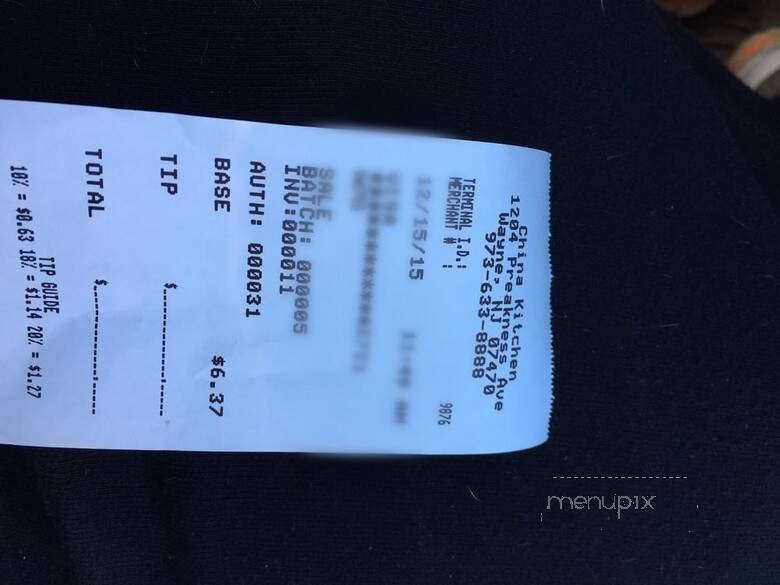 China Kitchen
1204 Preakness Ave
Wayne, NJ 07470
973-633-8888
TERMINAL I.D.:
MERCHANT # : 9876
12/15/15
SALE
BATCH: 000005
INV:000011
AUTH: 000031
BASE $6.37
TIP $
TOTAL $
TIP GUIDE
10% = $0.63 18% = $1.14 20% = $1.27
menupix